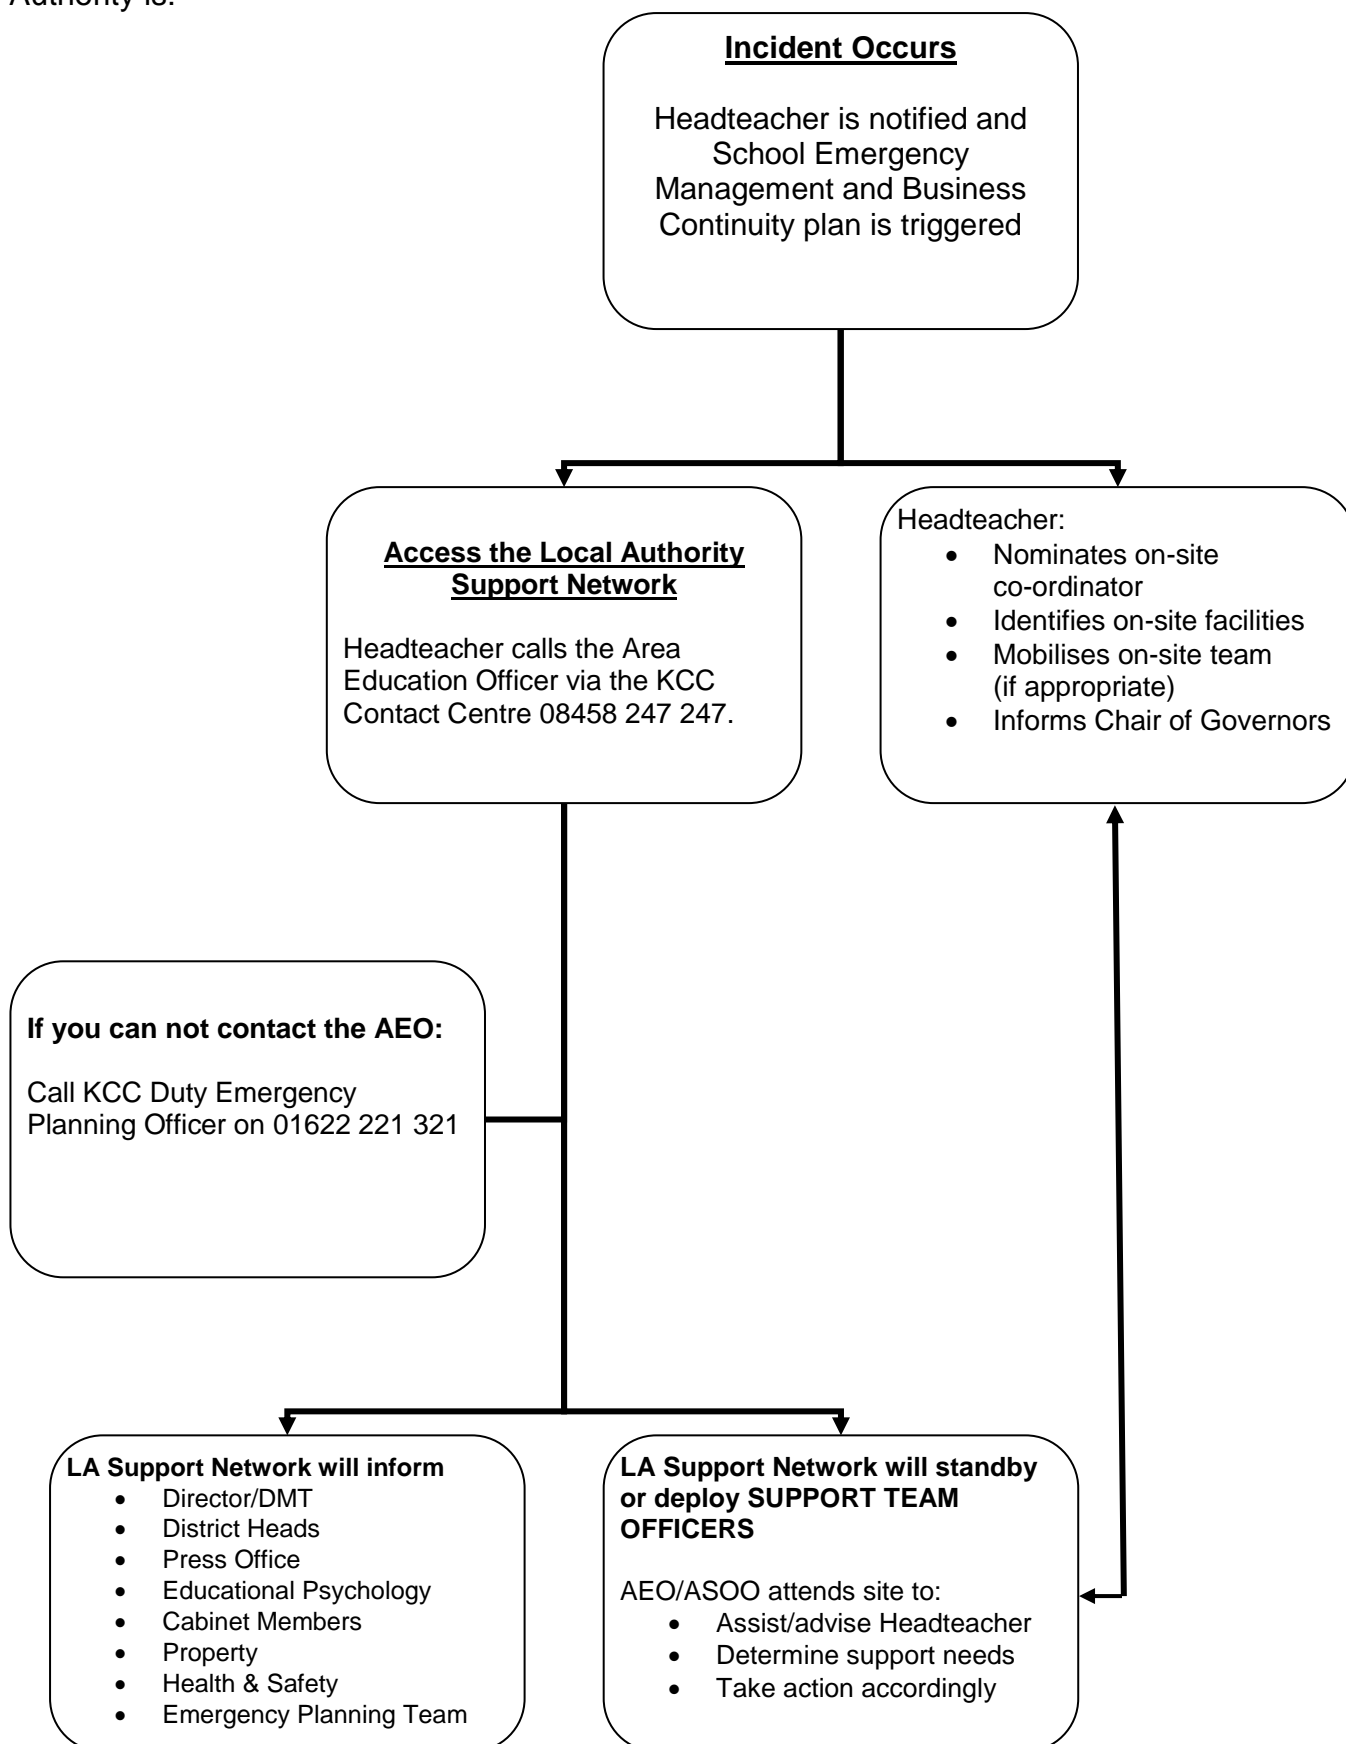 Authority is:
Incident Occurs
Headteacher is notified and
School Emergency
Management and Business
Continuity plan is triggered
Access the Local Authority
Support Network
Headteacher calls the Area
Education Officer via the KCC
Contact Centre 08458 247 247.
Headteacher:
• Nominates on-site
co-ordinator
• Identifies on-site facilities
• Mobilises on-site team
(if appropriate)
• Informs Chair of Governors
If you can not contact the AEO:
Call KCC Duty Emergency
Planning Officer on 01622 221 321
LA Support Network will inform
• Director/DMT
• District Heads
• Press Office
• Educational Psychology
• Cabinet Members
• Property
• Health & Safety
• Emergency Planning Team
LA Support Network will standby
or deploy SUPPORT TEAM
OFFICERS
AEO/ASOO attends site to:
• Assist/advise Headteacher
• Determine support needs
• Take action accordingly